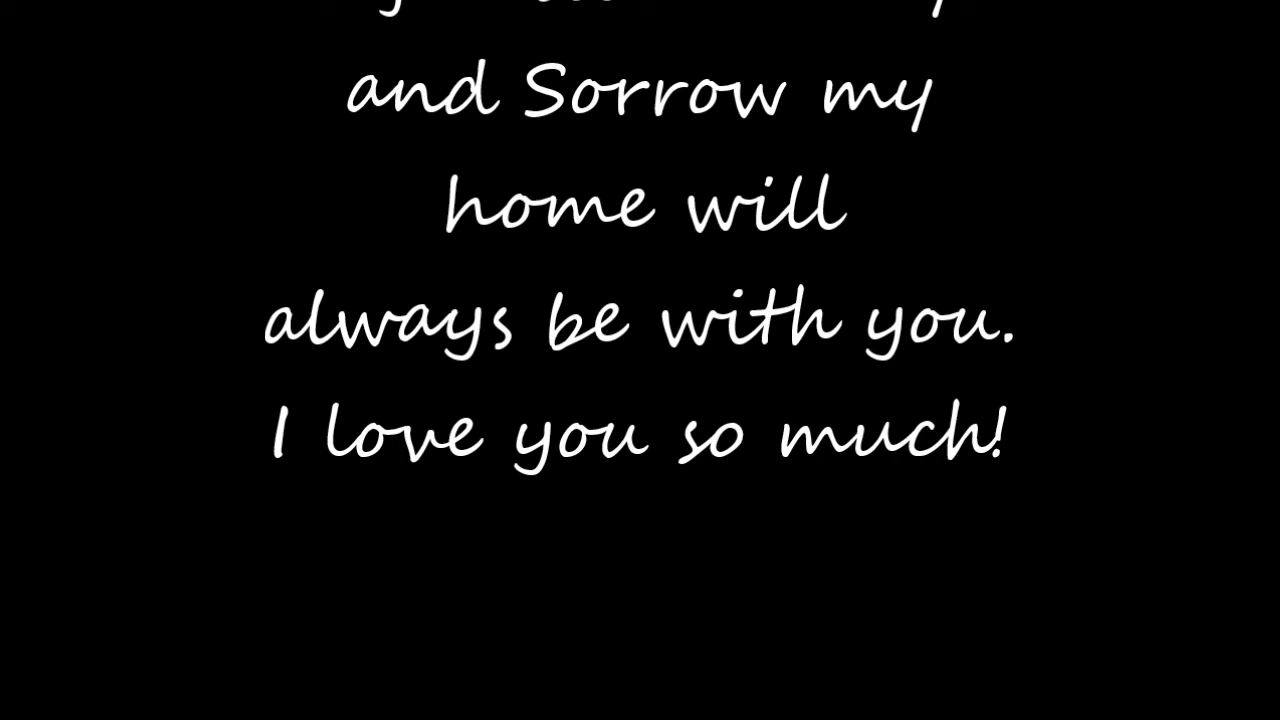 and Sorrow my
home will
always be with you.
I love you so much!